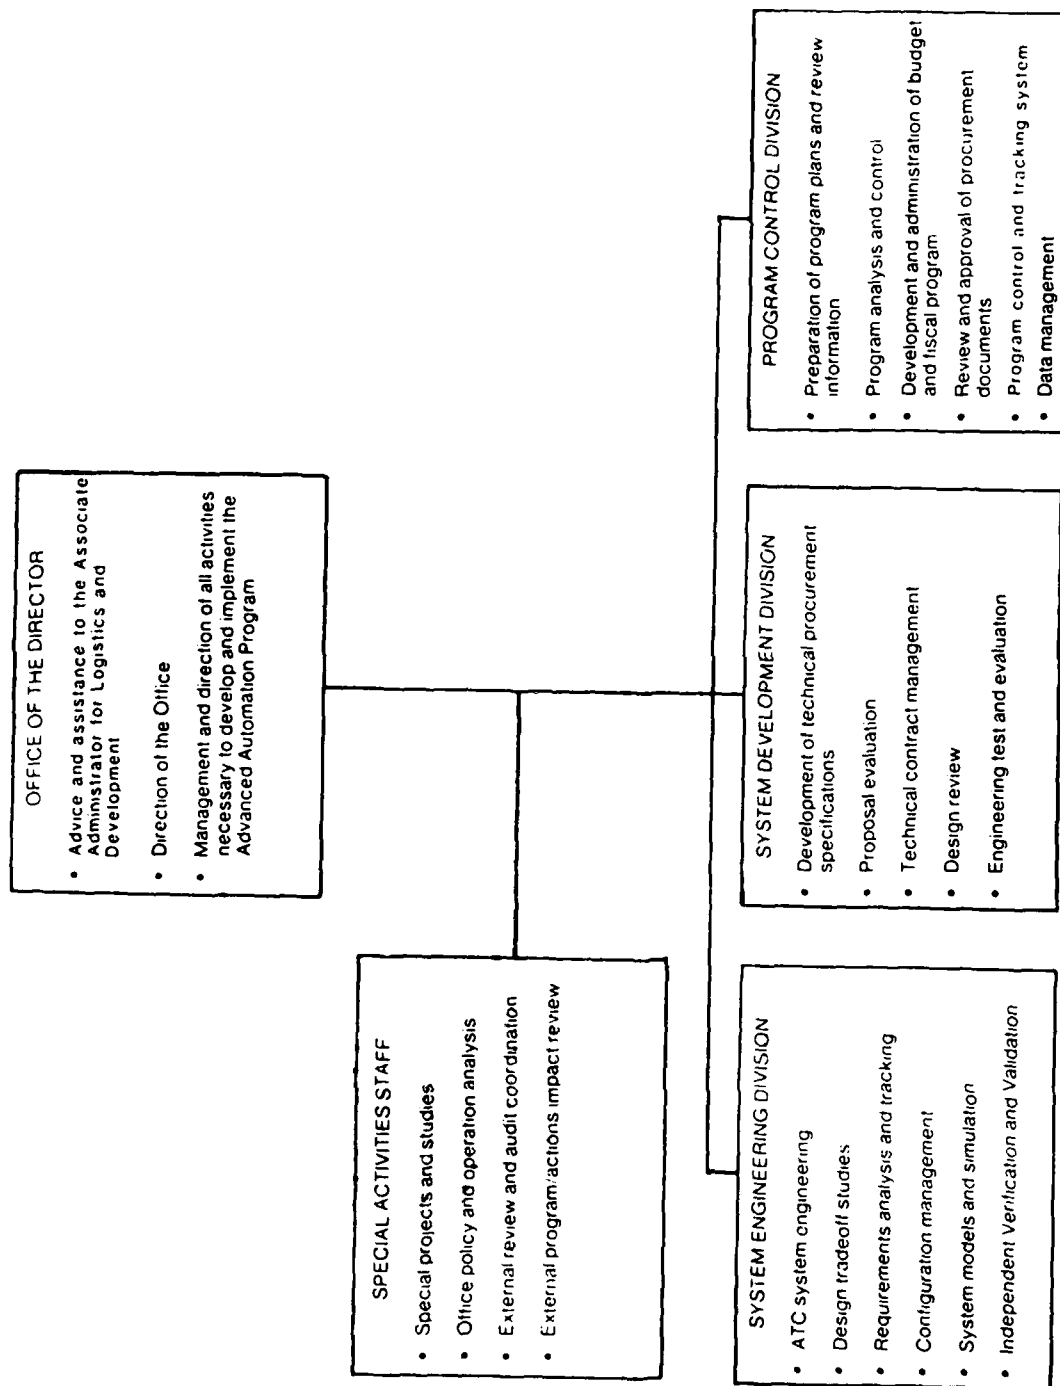 OFFICE OF THE DIRECTOR
• Advice and assistance to the Associate
Administrator for Logistics and
Development
• Direction of the Office
• Management and direction of all activities
necessary to develop and implement the
Advanced Automation Program
SPECIAL ACTIVITIES STAFF
• Special projects and studies
• Office policy and operation analysis
• External review and audit coordination
• External program/actions impact review
SYSTEM ENGINEERING DIVISION
• ATC system engineering
• Design tradeoff studies
• Requirements analysis and tracking
• Configuration management
• System models and simulation
• Independent Verification and Validation
SYSTEM DEVELOPMENT DIVISION
• Development of technical procurement
specifications
• Proposal evaluation
• Technical contract management
• Design review
• Engineering test and evaluation
PROGRAM CONTROL DIVISION
• Preparation of program plans and review
information
• Program analysis and control
• Development and administration of budget
and fiscal program
• Review and approval of procurement
documents
• Program control and tracking system
• Data management